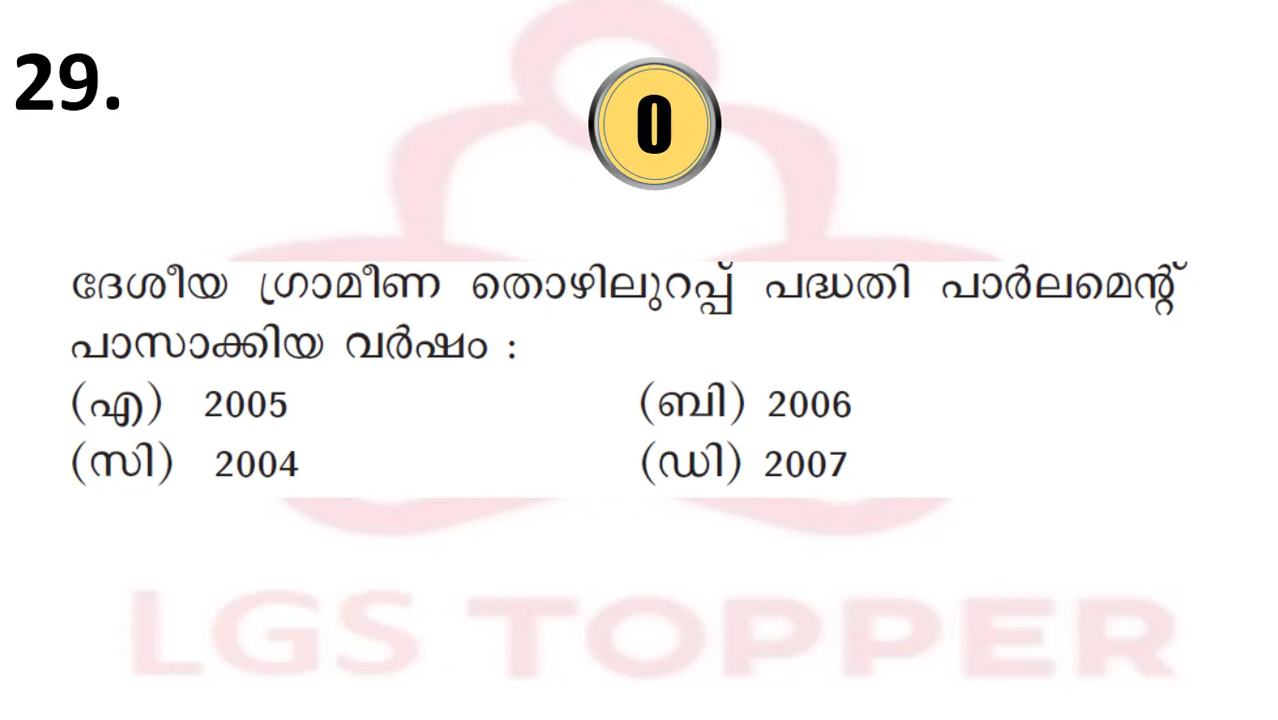 29.
0
ദേശീയ ഗ്രാമീണ തൊഴിലുറപ്പ് പദ്ധതി പാർലമെന്റ്
പാസാക്കിയ വർഷം :
(എ) 2005 (ബി) 2006
(സി) 2004 (ഡി) 2007
LGS TOPPER